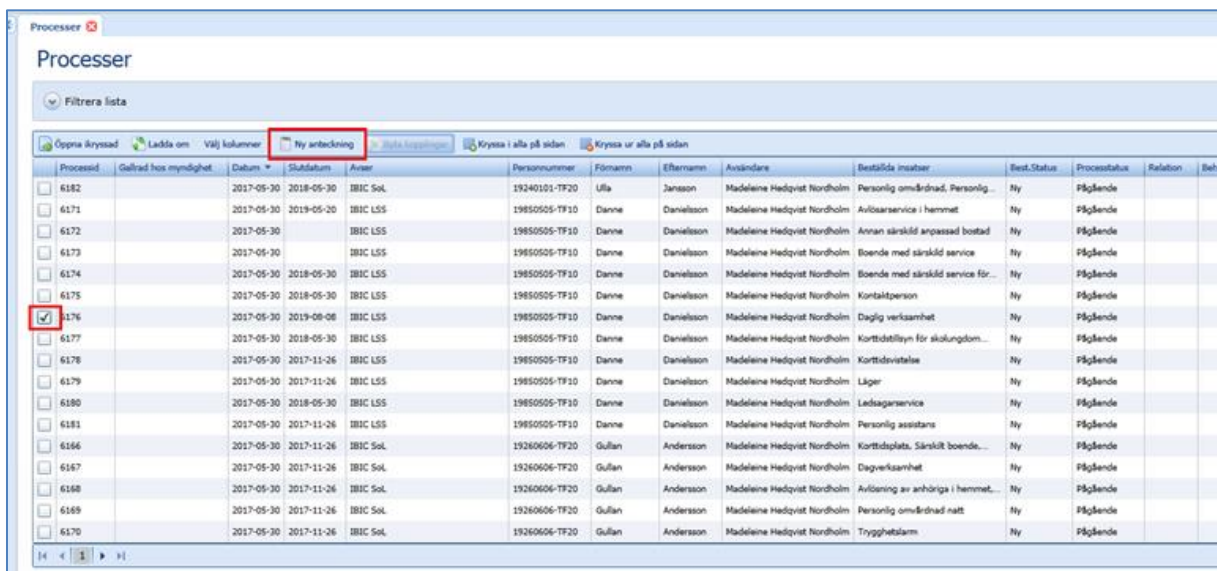 Processer
Processer
Filtrera lista
Öppna ikryssad Ladda om Välj kolumner Ny anteckning Byta kopplingar Kryssa i alla på sidan Kryssa ur alla på sidan
Processid Gallrad hos myndighet Datum Slutdatum Avser Personnummer Förnamn Efternamn Avsändare Beställda insatser Best.Status Processtatus Relation Beh
6182 2017-05-30 2018-05-30 IBIC SoL 19240101-TF20 Ulla Jansson Madeleine Hedqvist Nordholm Personlig omvårdnad, Personlig... Ny Pågående
6171 2017-05-30 2019-05-20 IBIC LSS 19850505-TF10 Danne Danielsson Madeleine Hedqvist Nordholm Avlösarservice i hemmet Ny Pågående
6172 2017-05-30 IBIC LSS 19850505-TF10 Danne Danielsson Madeleine Hedqvist Nordholm Annan särskild anpassad bostad Ny Pågående
6173 2017-05-30 IBIC LSS 19850505-TF10 Danne Danielsson Madeleine Hedqvist Nordholm Boende med särskild service Ny Pågående
6174 2017-05-30 2018-05-30 IBIC LSS 19850505-TF10 Danne Danielsson Madeleine Hedqvist Nordholm Boende med särskild service för... Ny Pågående
6175 2017-05-30 2018-05-30 IBIC LSS 19850505-TF10 Danne Danielsson Madeleine Hedqvist Nordholm Kontaktperson Ny Pågående
6176 2017-05-30 2019-08-08 IBIC LSS 19850505-TF10 Danne Danielsson Madeleine Hedqvist Nordholm Daglig verksamhet Ny Pågående
6177 2017-05-30 2018-05-30 IBIC LSS 19850505-TF10 Danne Danielsson Madeleine Hedqvist Nordholm Korttidstillsyn för skolungdom... Ny Pågående
6178 2017-05-30 2017-11-26 IBIC LSS 19850505-TF10 Danne Danielsson Madeleine Hedqvist Nordholm Korttidsvistelse Ny Pågående
6179 2017-05-30 2017-11-26 IBIC LSS 19850505-TF10 Danne Danielsson Madeleine Hedqvist Nordholm Läger Ny Pågående
6180 2017-05-30 2018-05-30 IBIC LSS 19850505-TF10 Danne Danielsson Madeleine Hedqvist Nordholm Ledsagarservice Ny Pågående
6181 2017-05-30 2017-11-26 IBIC LSS 19850505-TF10 Danne Danielsson Madeleine Hedqvist Nordholm Personlig assistans Ny Pågående
6166 2017-05-30 2017-11-26 IBIC SoL 19260606-TF20 Gullan Andersson Madeleine Hedqvist Nordholm Korttidsplats, Särskilt boende,... Ny Pågående
6167 2017-05-30 2017-11-26 IBIC SoL 19260606-TF20 Gullan Andersson Madeleine Hedqvist Nordholm Dagverksamhet Ny Pågående
6168 2017-05-30 2017-11-26 IBIC SoL 19260606-TF20 Gullan Andersson Madeleine Hedqvist Nordholm Avlösning av anhöriga i hemmet,... Ny Pågående
6169 2017-05-30 2017-11-26 IBIC SoL 19260606-TF20 Gullan Andersson Madeleine Hedqvist Nordholm Personlig omvårdnad natt Ny Pågående
6170 2017-05-30 2017-11-26 IBIC SoL 19260606-TF20 Gullan Andersson Madeleine Hedqvist Nordholm Trygghetslarm Ny Pågående
1